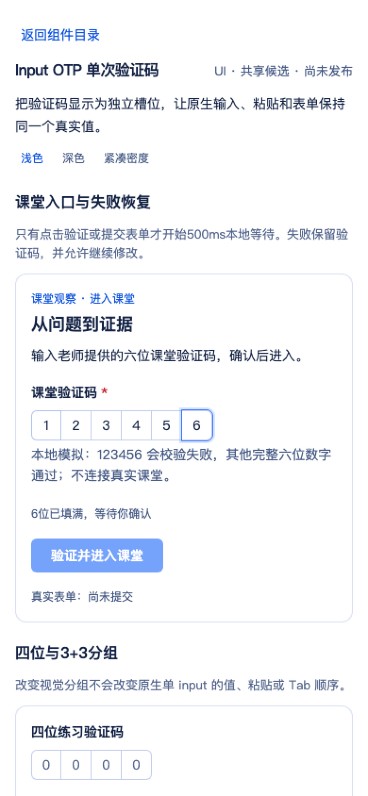 返回组件目录
Input OTP 单次验证码
UI · 共享候选 · 尚未发布
把验证码显示为独立槽位，让原生输入、粘贴和表单保持
同一个真实值。
浅色 深色 紧凑密度
课堂入口与失败恢复
只有点击验证或提交表单才开始500ms本地等待。失败保留验
证码，并允许继续修改。
课堂观察 · 进入课堂
从问题到证据
输入老师提供的六位课堂验证码，确认后进入。
课堂验证码 *
1 2 3 4 5 6
本地模拟：123456 会校验失败，其他完整六位数字
通过；不连接真实课堂。
6位已填满，等待你确认
验证并进入课堂
真实表单：尚未提交
四位与3+3分组
改变视觉分组不会改变原生单 input 的值、粘贴或 Tab 顺序。
四位练习验证码
0 0 0 0